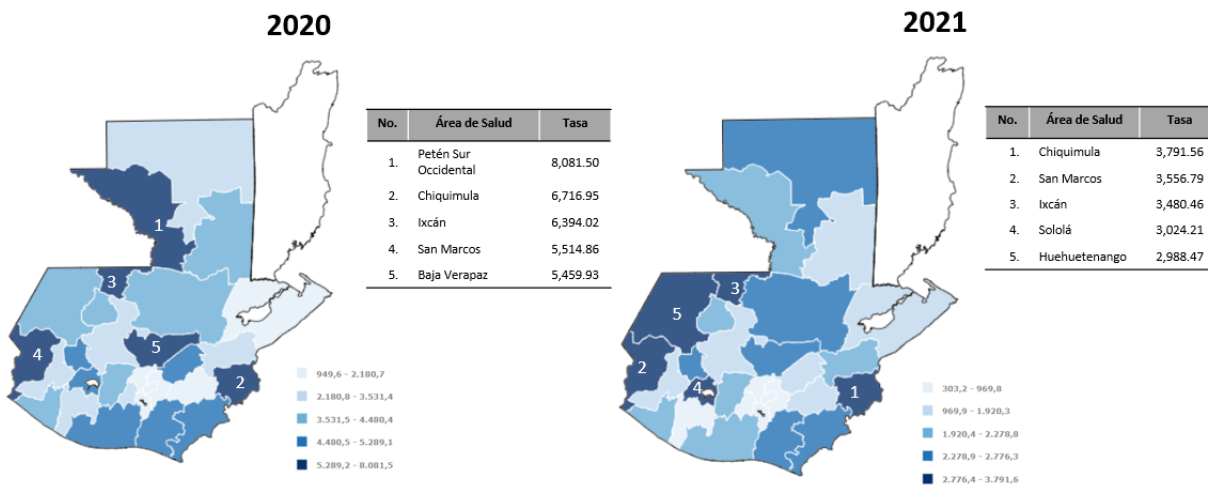 2020
No. Área de Salud Tasa
1. Petén Sur
Occidental 8,081.50
2. Chiquimula 6,716.95
3. Ixcán 6,394.02
4. San Marcos 5,514.86
5. Baja Verapaz 5,459.93
1
3
5
4
2
949,6 - 2.180,7
2.180,8 - 3.531,4
3.531,5 - 4.480,4
4.480,5 - 5.289,1
5.289,2 - 8.081,5
2021
No. Área de Salud Tasa
1. Chiquimula 3,791.56
2. San Marcos 3,556.79
3. Ixcán 3,480.46
4. Sololá 3,024.21
5. Huehuetenango 2,988.47
3
5
2
4
1
303,2 - 969,8
969,9 - 1.920,3
1.920,4 - 2.278,8
2.278,9 - 2.776,3
2.776,4 - 3.791,6